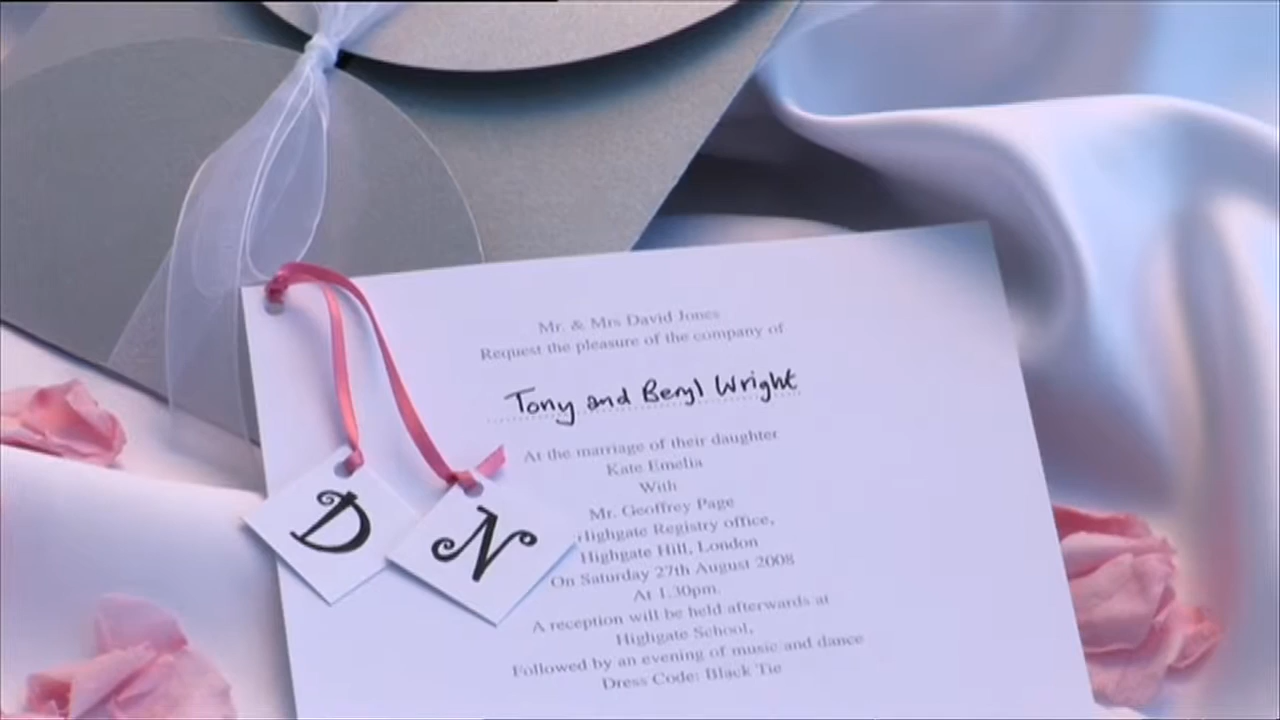 Mr. & Mrs David Jones
Request the pleasure of the company of
Tony and Beryl Wright
At the marriage of their daughter
Kate Emelia
With
Mr. Geoffrey Page
Highgate Registry office,
Highgate Hill, London
On Saturday 27th August 2008
At 1.30pm.
A reception will be held afterwards at
Highgate School,
Followed by an evening of music and dance
Dress Code: Black Tie
D
N